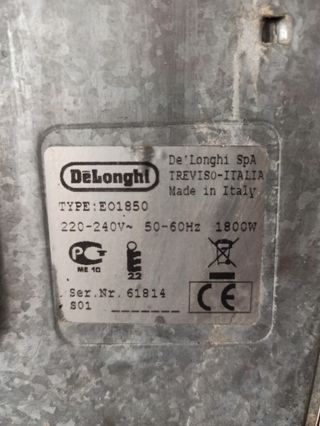 DeLonghi
De'Longhi SpA
TREVISO-ITALIA
Made in Italy
TYPE:EO1850
220-240V~ 50-60Hz 1800W
PC
ME 10
22
CE
Ser.Nr. 61814
S01 _ _ _ _ _ _ _